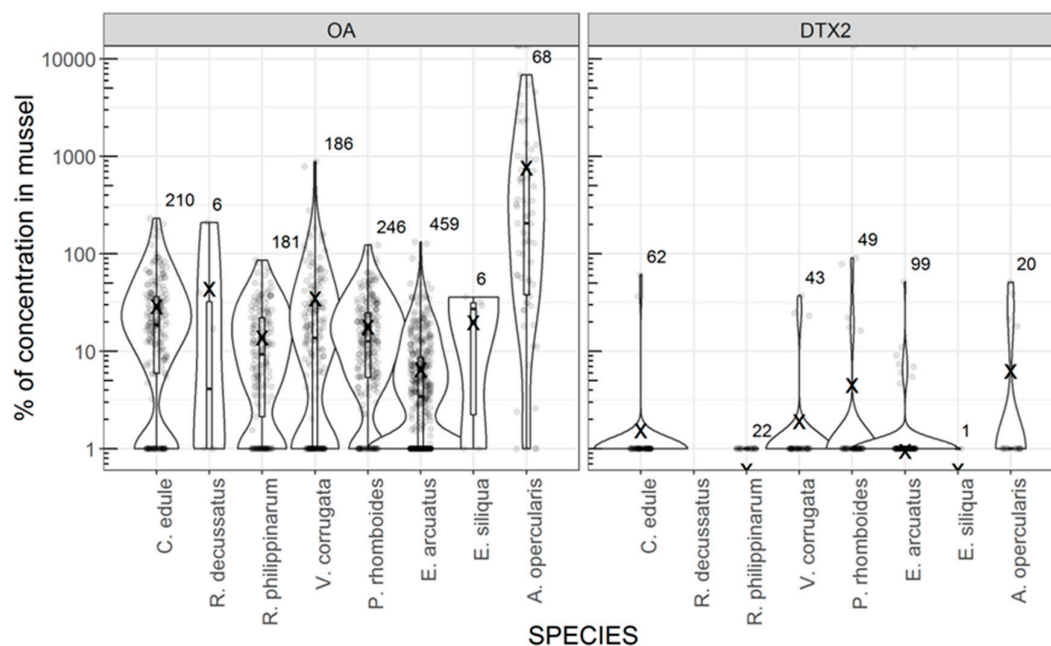 OA
DTX2
% of concentration in mussel
10000
1000
100
10
1
210
6
181
186
246
459
6
68
62
22
43
49
99
1
20
C. edule
R. decussatus
R. philippinarum
V. corrugata
P. rhomboides
E. arcuatus
E. siliqua
A. opercularis
C. edule
R. decussatus
R. philippinarum
V. corrugata
P. rhomboides
E. arcuatus
E. siliqua
A. opercularis
SPECIES